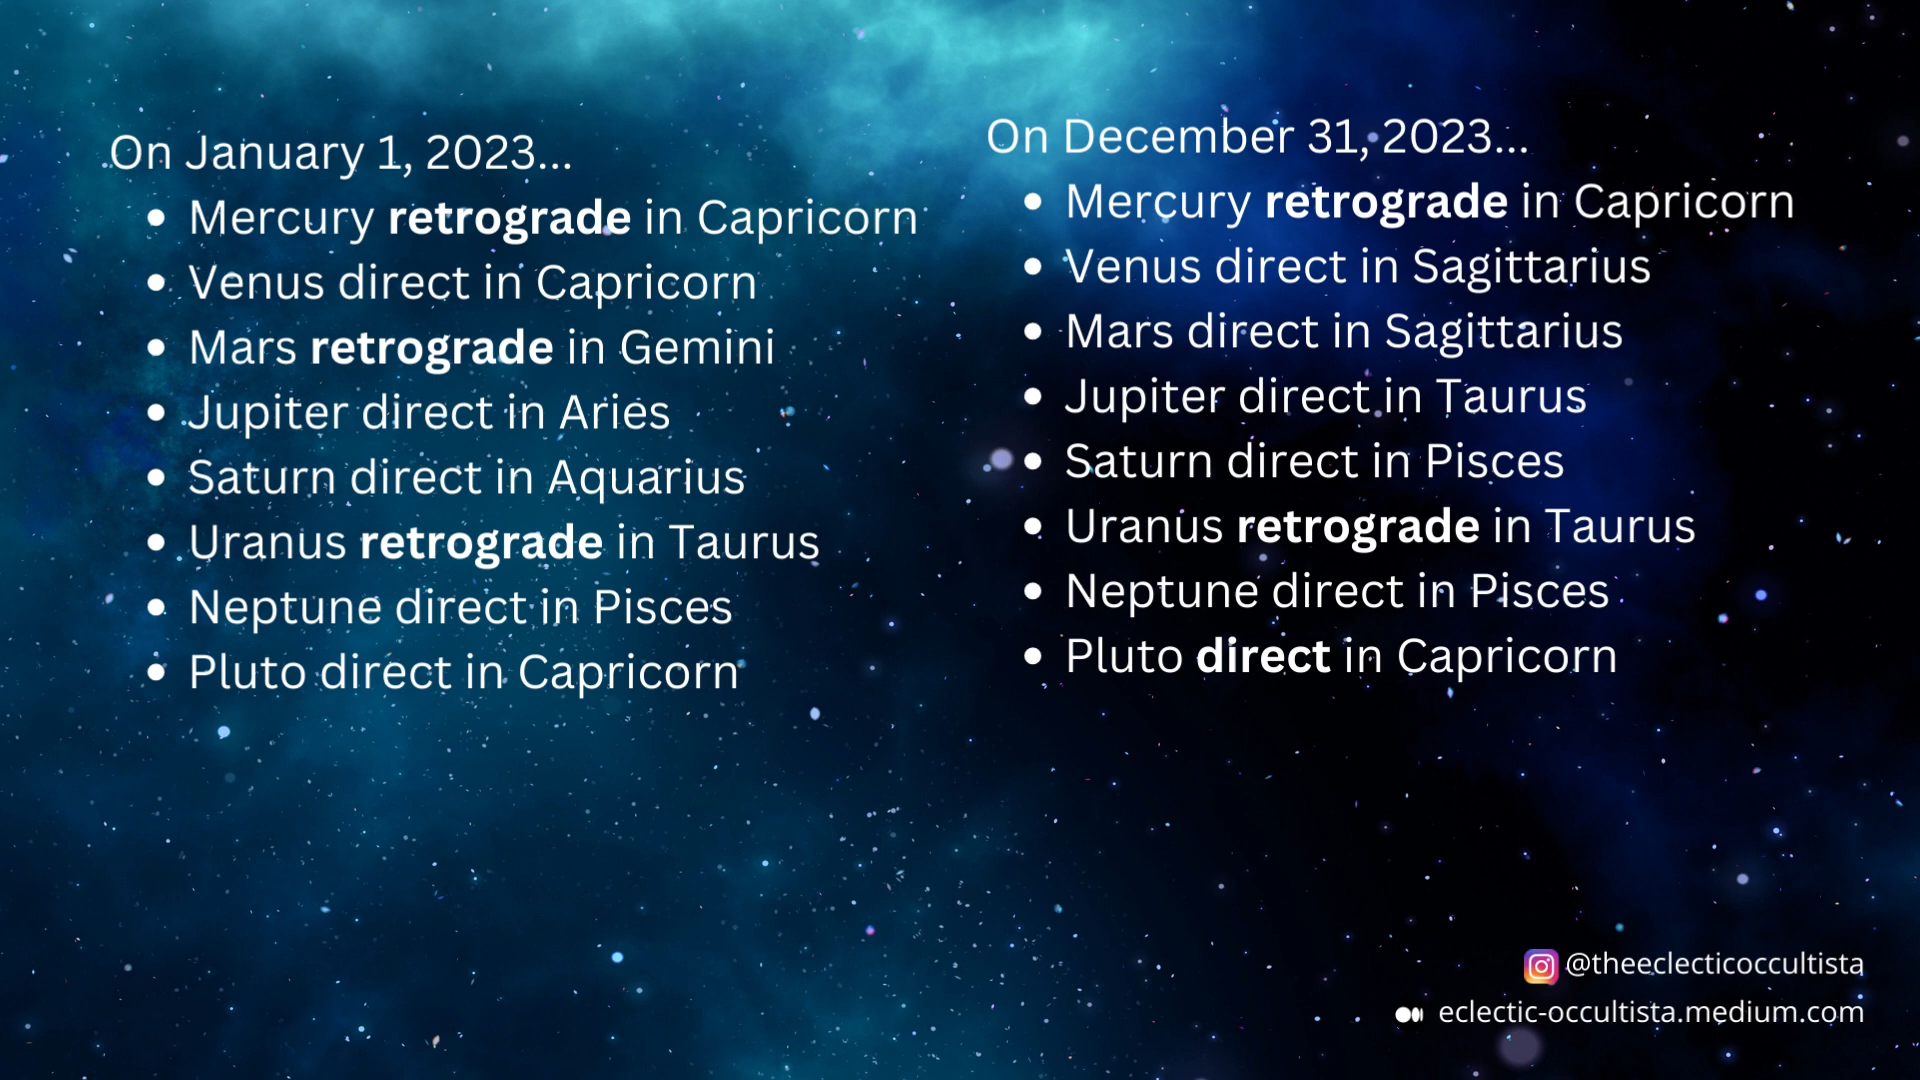 On January 1, 2023...
• Mercury retrograde in Capricorn
• Venus direct in Capricorn
• Mars retrograde in Gemini
• Jupiter direct in Aries
• Saturn direct in Aquarius
• Uranus retrograde in Taurus
• Neptune direct in Pisces
• Pluto direct in Capricorn
On December 31, 2023...
• Mercury retrograde in Capricorn
• Venus direct in Sagittarius
• Mars direct in Sagittarius
• Jupiter direct in Taurus
• Saturn direct in Pisces
• Uranus retrograde in Taurus
• Neptune direct in Pisces
• Pluto direct in Capricorn
@theeclecticoccultista
eclectic-occultista.medium.com